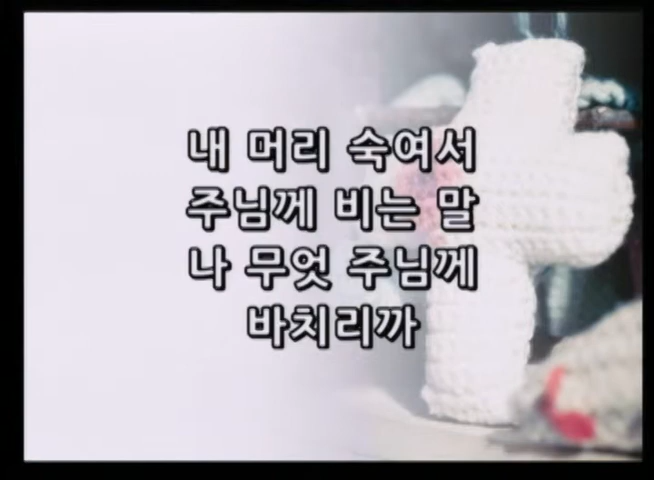 내 머리 숙여서
주님께 비는 말
나 무엇 주님께
바치리까